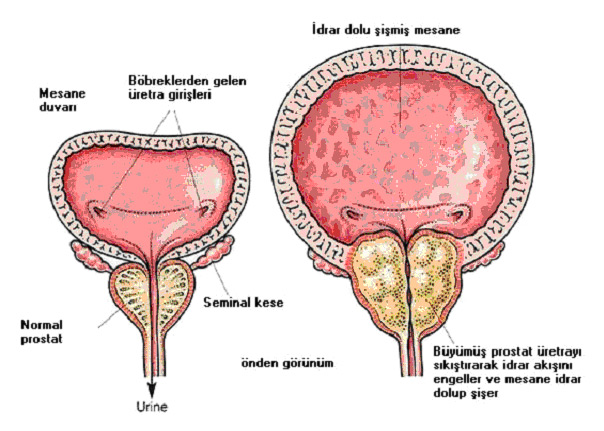 İdrar dolu şişmiş mesane
Mesane
duvarı
Böbreklerden gelen
üretra girişleri
Seminal kese
Normal
prostat
önden görünüm
Büyümüş prostat üretrayı
sıkıştırarak idrar akışını
engeller ve mesane idrar
dolup şişer
Urine